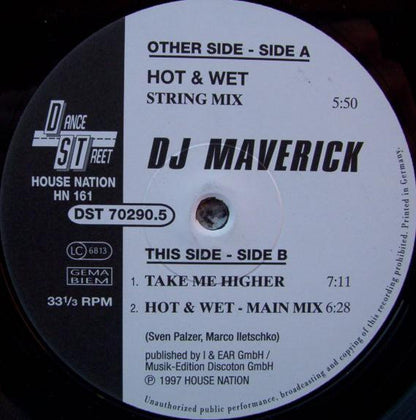 OTHER SIDE - SIDE A
HOT & WET
STRING MIX 5:50
DANCE
STREET
HOUSE NATION
HN 161
DST 70290.5
DJ MAVERICK
LC 6813
GEMA
BIEM
33 1/3 RPM
THIS SIDE - SIDE B
1. TAKE ME HIGHER 7:11
2. HOT & WET - MAIN MIX 6:28
(Sven Palzer, Marco Iletschko)
published by I & EAR GmbH /
Musik-Edition Discoton GmbH
℗ 1997 HOUSE NATION
Unauthorized public performance, broadcasting and copying of this record prohibited. Printed in Germany.